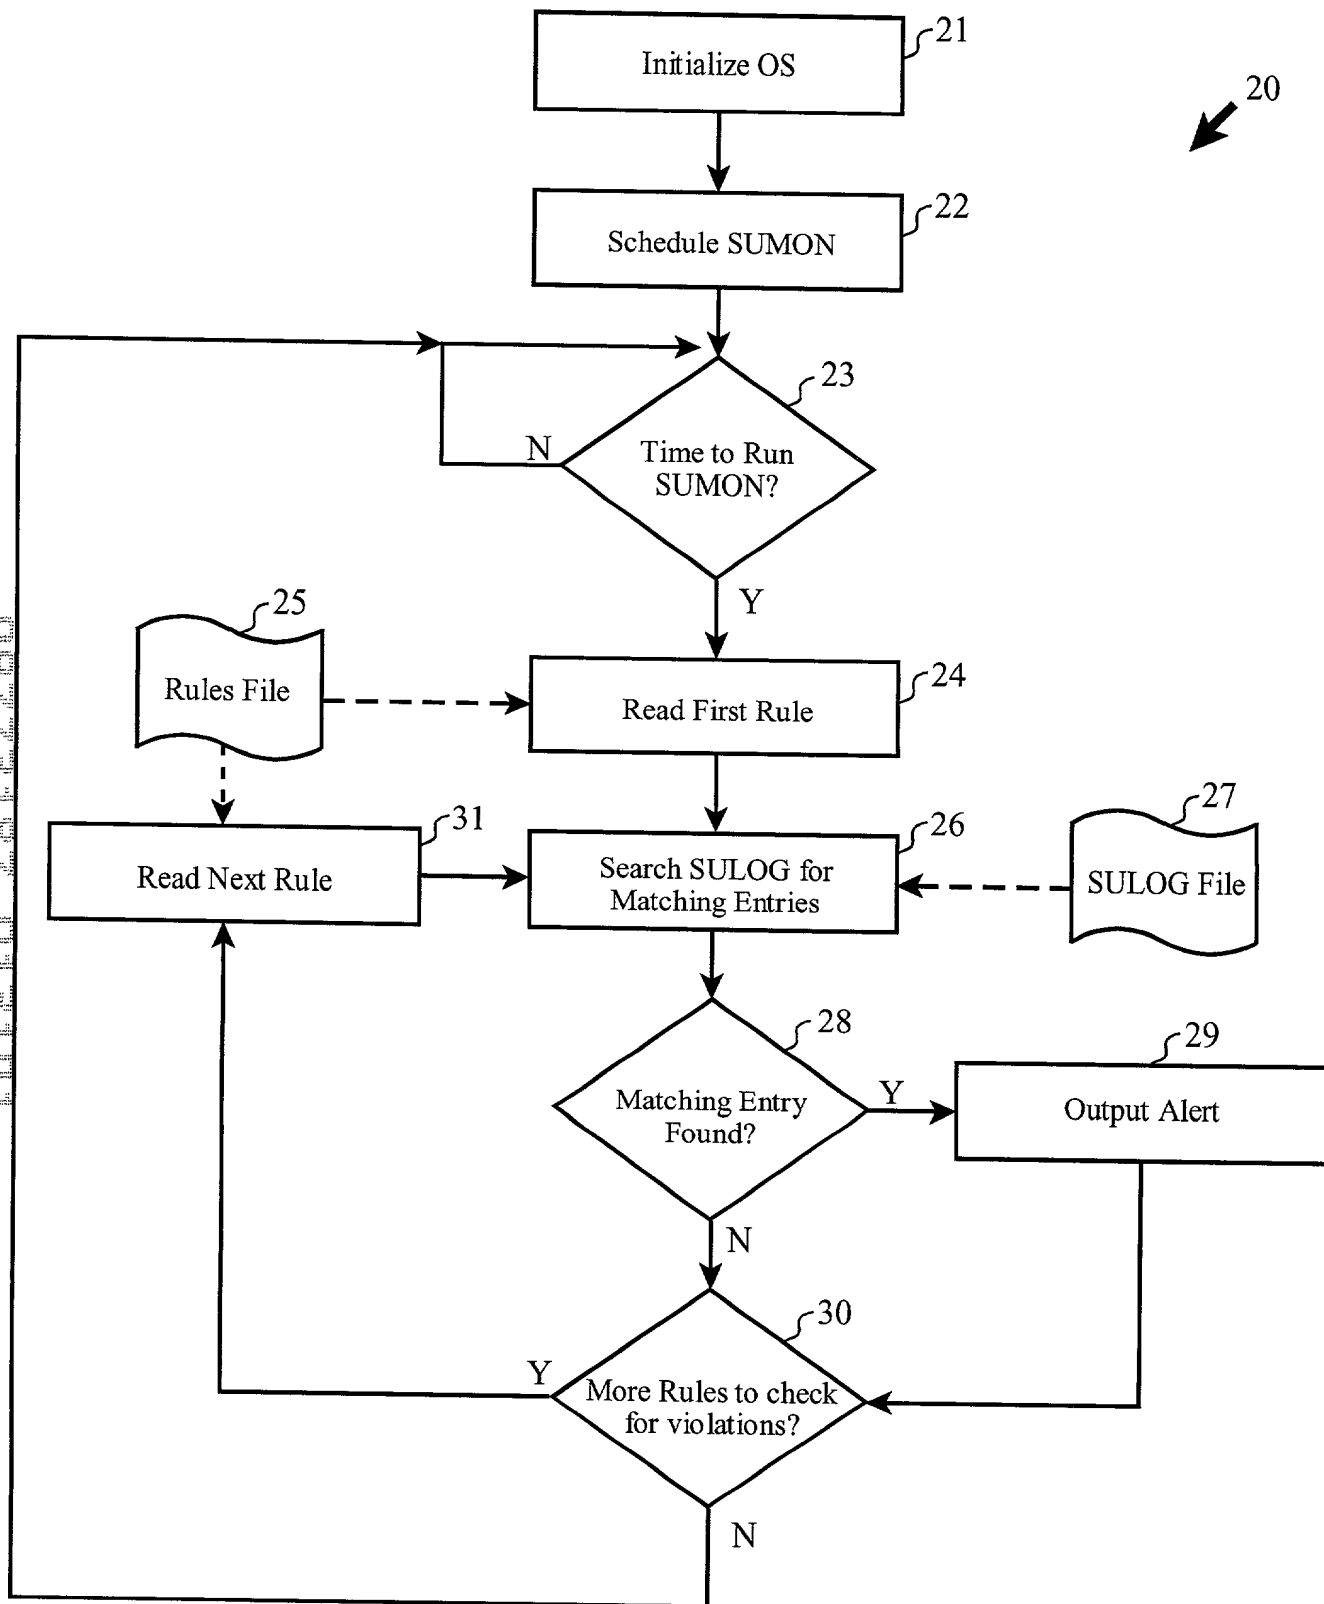 21
Initialize OS
20
22
Schedule SUMON
23
N
Time to Run
SUMON?
Y
25
Rules File
24
Read First Rule
31
Read Next Rule
26
Search SULOG for
Matching Entries
27
SULOG File
28
Matching Entry
Found?
Y
29
Output Alert
N
30
Y
More Rules to check
for violations?
N